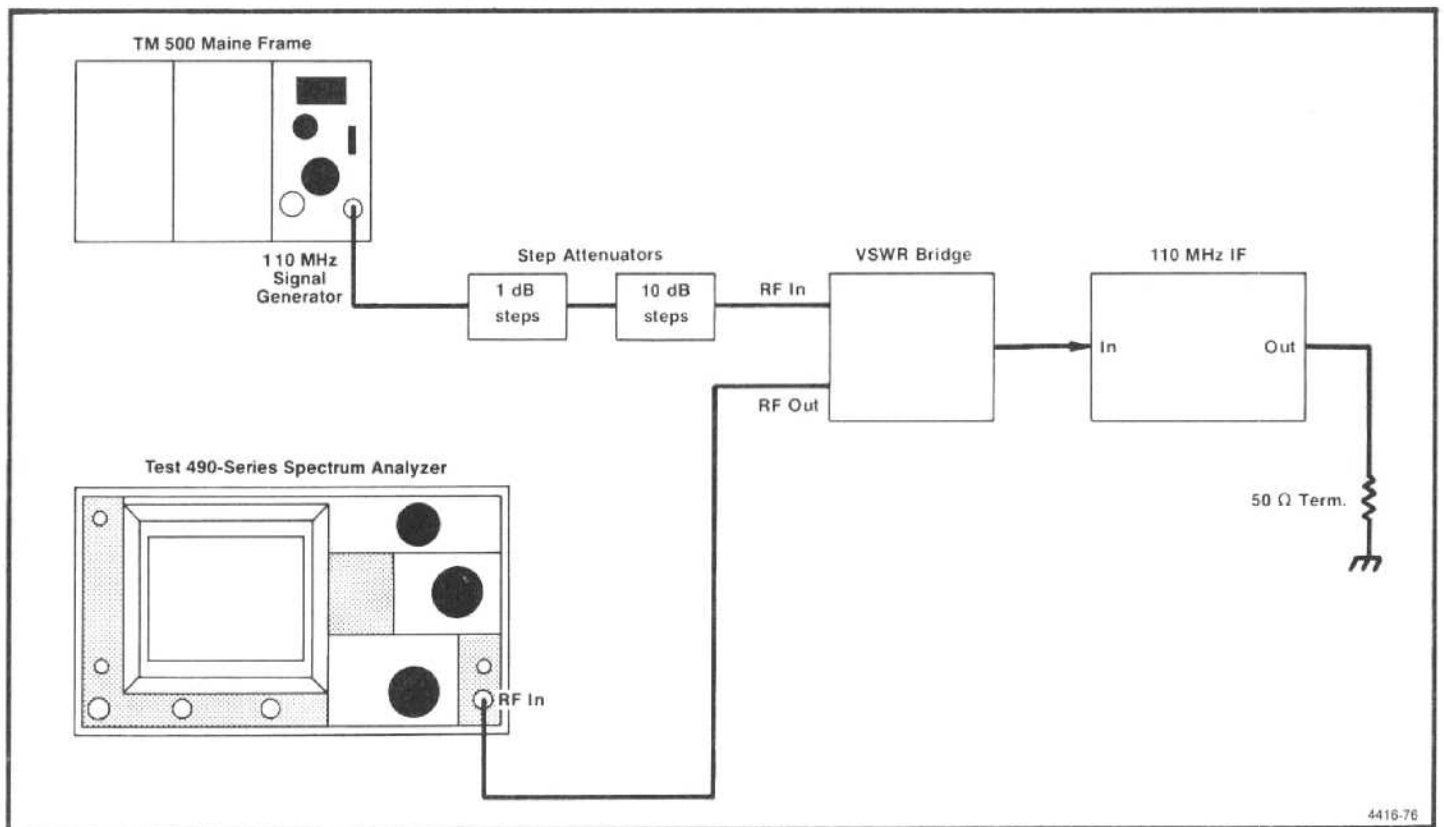 TM 500 Maine Frame
110 MHz
Signal
Generator
Step Attenuators
1 dB
steps
10 dB
steps
RF In
VSWR Bridge
RF Out
110 MHz IF
In
Out
50 Ω Term.
Test 490-Series Spectrum Analyzer
RF In
4416-76